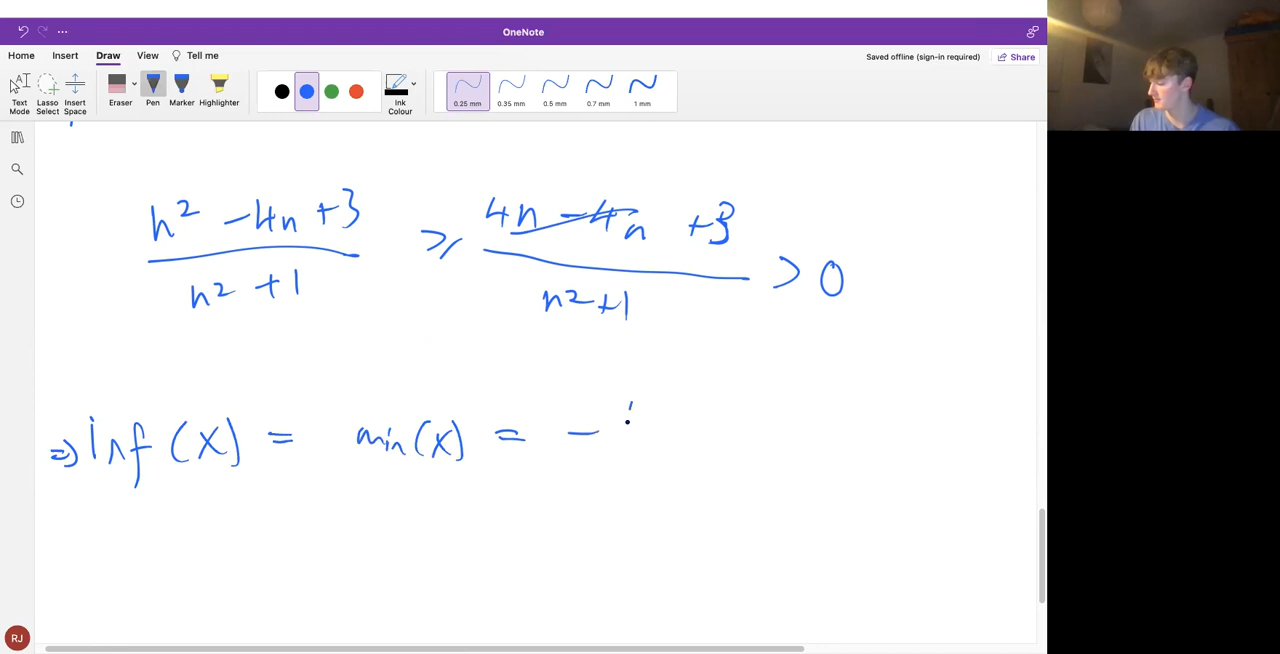 OneNote
Home Insert Draw View Tell me
Saved offline (sign-in required) Share
Text Mode Lasso Select Insert Space Eraser Pen Marker Highlighter Ink Colour 0.25 mm 0.35 mm 0.5 mm 0.7 mm 1 mm
n² - 4n + 3 / n² + 1 ≥ 4n - 4n + 3 / n² + 1 > 0
⇒ inf (X) = min (X) = -
RJ